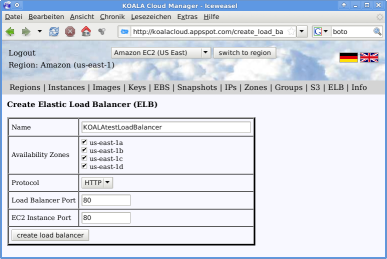 KOALA Cloud Manager - Iceweasel
Datei Bearbeiten Ansicht Chronik Lesezeichen Extras Hilfe
http://koalacloud.appspot.com/create_load_ba boto
Logout Amazon EC2 (US East) switch to region
Region: Amazon (us-east-1)
Regions | Instances | Images | Keys | EBS | Snapshots | IPs | Zones | Groups | S3 | ELB | Info
Create Elastic Load Balancer (ELB)
Name KOALAtestLoadBalancer
Availability Zones
us-east-1a
us-east-1b
us-east-1c
us-east-1d
Protocol HTTP
Load Balancer Port 80
EC2 Instance Port 80
create load balancer